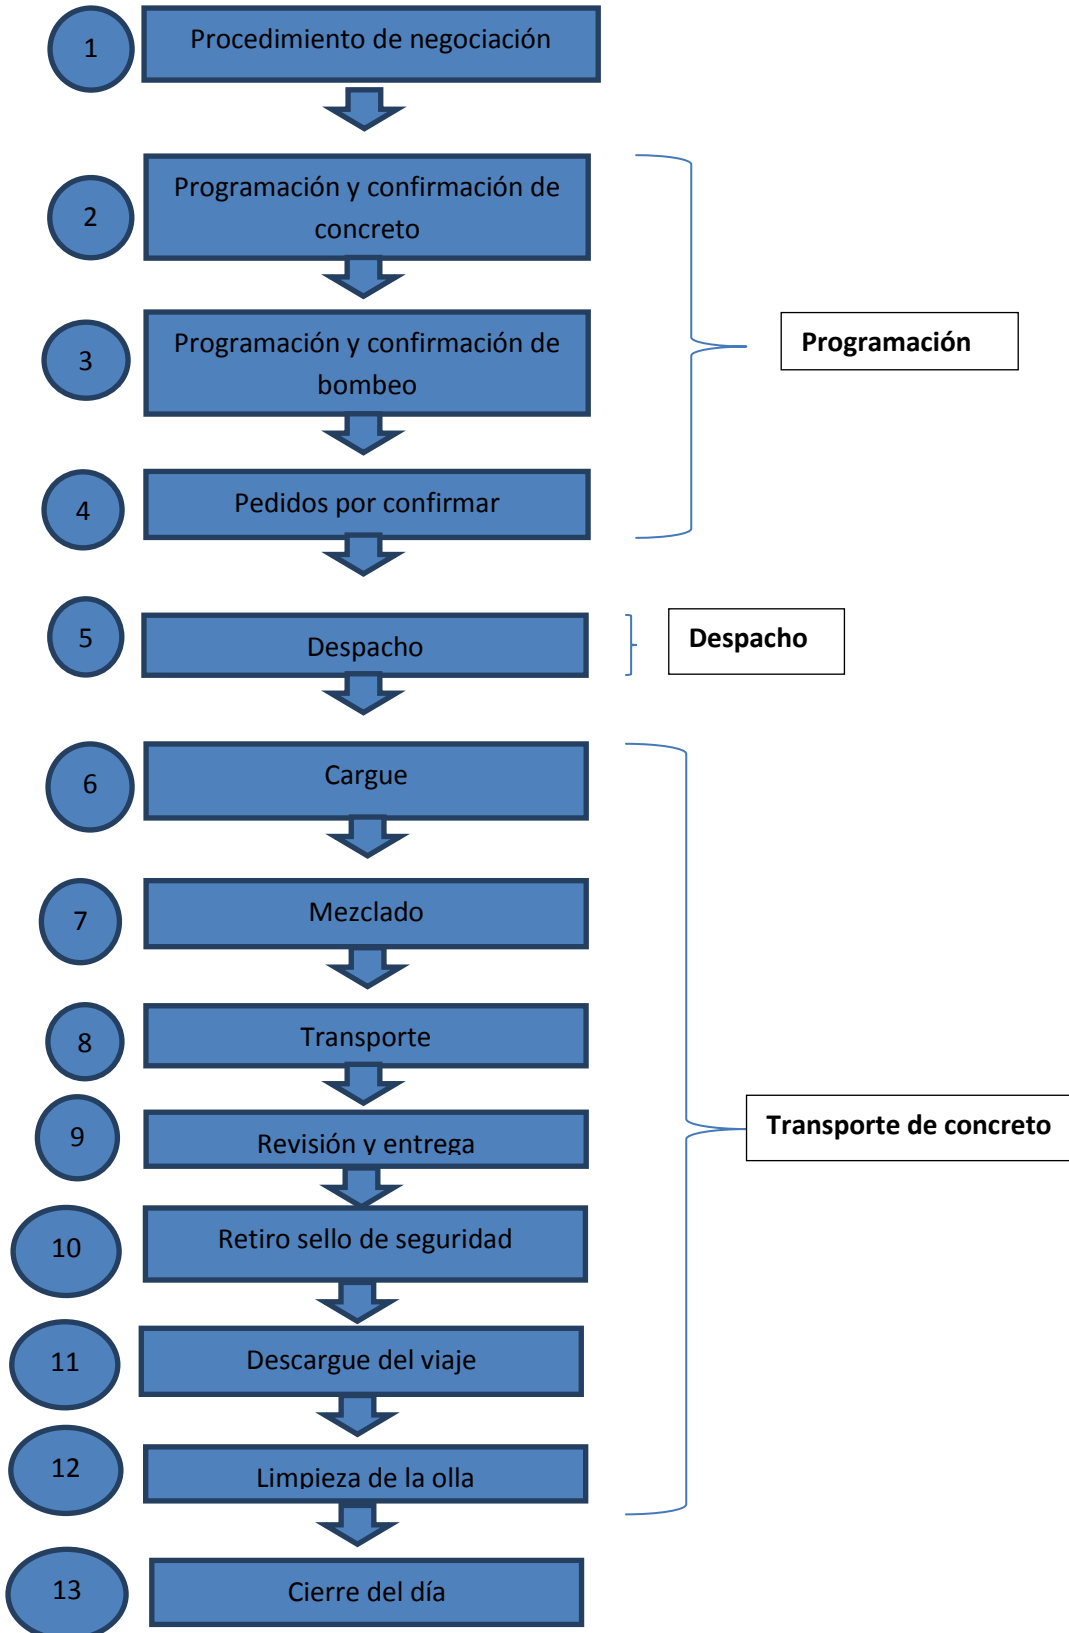 1
Procedimiento de negociación
2
Programación y confirmación de
concreto
3
Programación y confirmación de
bombeo
Programación
4
Pedidos por confirmar
5
Despacho
Despacho
6
Cargue
7
Mezclado
8
Transporte
9
Revisión y entrega
Transporte de concreto
10
Retiro sello de seguridad
11
Descargue del viaje
12
Limpieza de la olla
13
Cierre del día